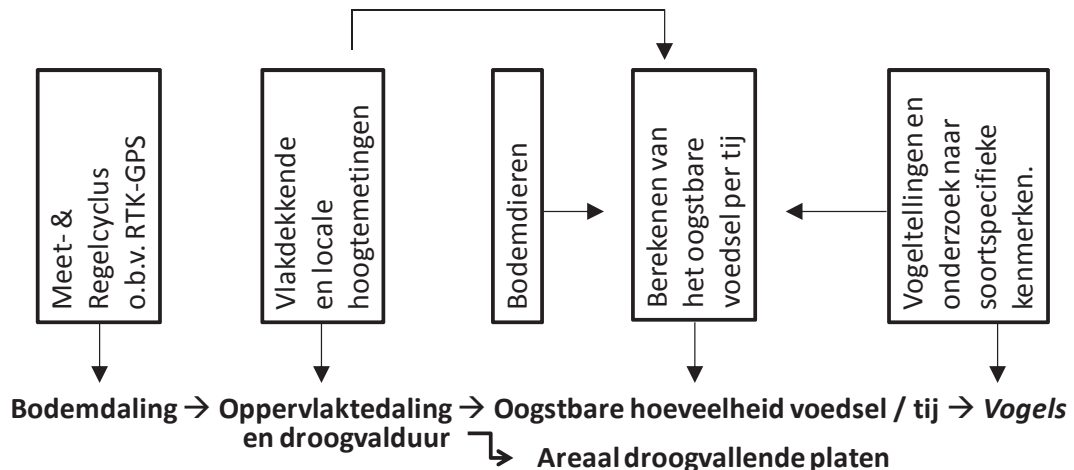 Meet- &
Regelcyclus
o.b.v. RTK-GPS
Vlakdekkende
en locale
hoogtemetingen
Bodemdieren
Berekenen van
het oogstbare
voedsel per tij
Vogeltellingen en
onderzoek naar
soortspecifieke
kenmerken.
Bodemdaling → Oppervlaktedaling → Oogstbare hoeveelheid voedsel / tij → Vogels
en droogvalduur
Areaal droogvallende platen